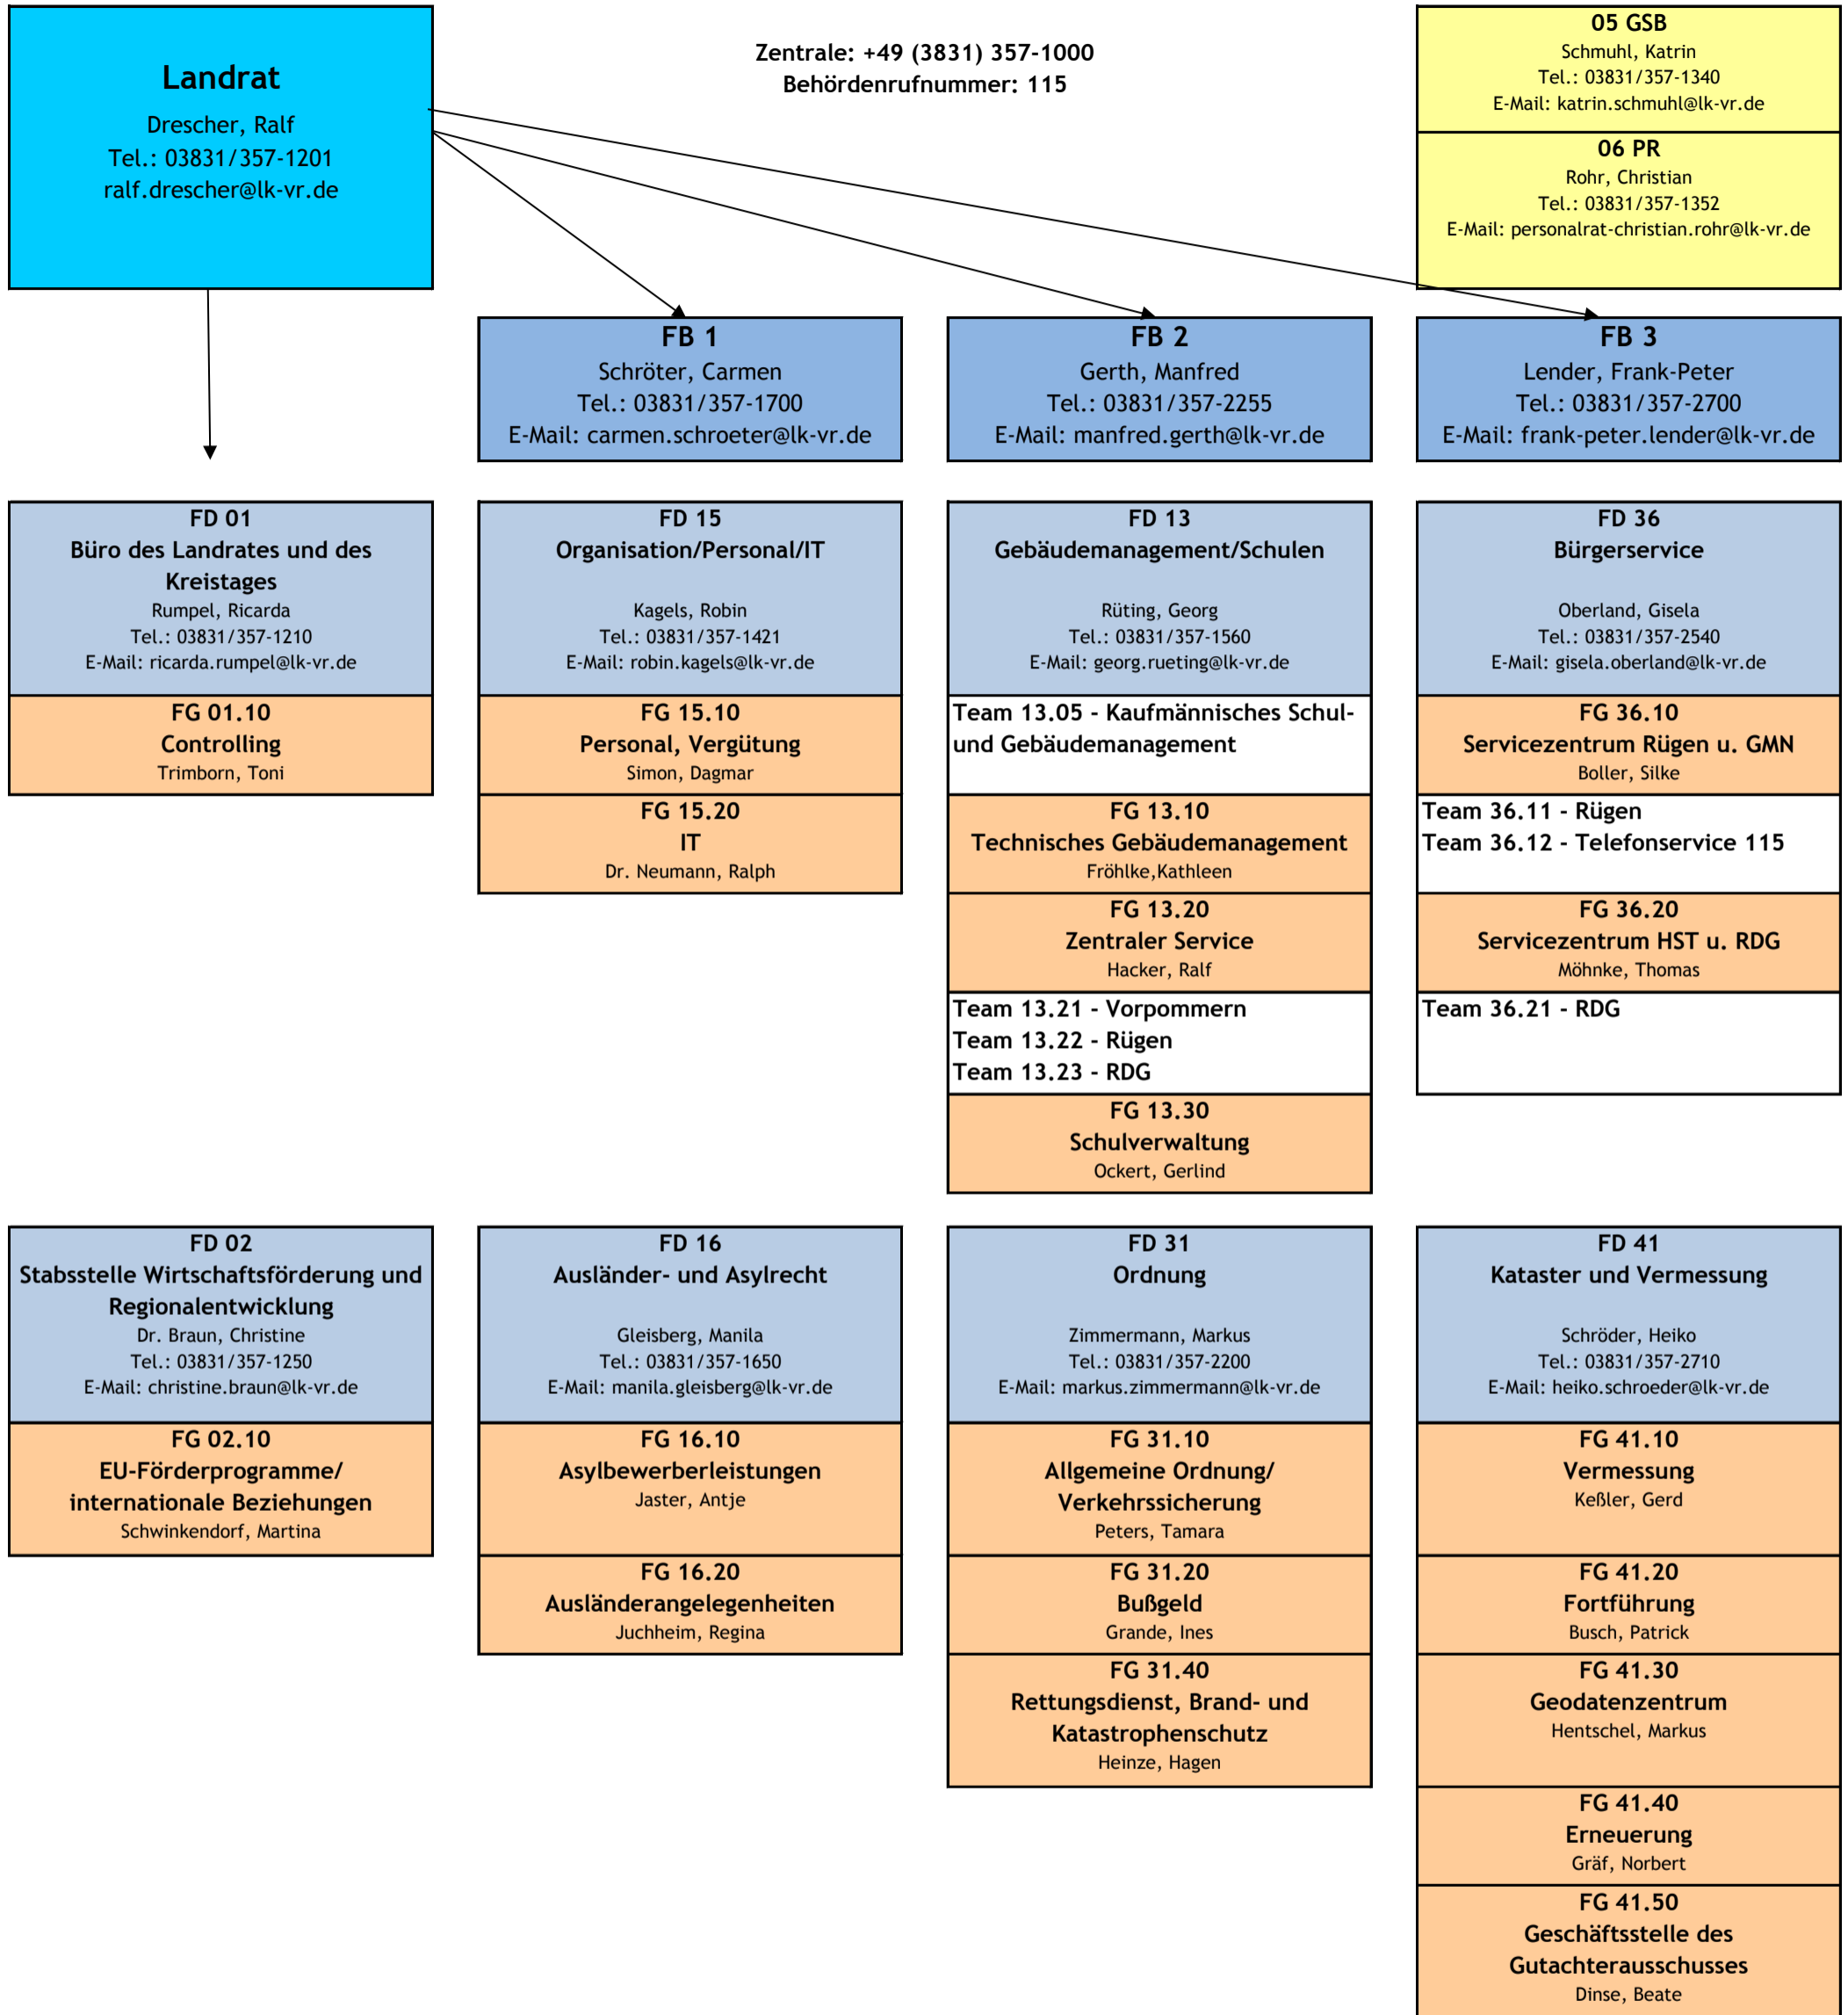 Landrat
Drescher, Ralf
Tel.: 03831/357-1201
ralf.drescher@lk-vr.de
Zentrale: +49 (3831) 357-1000
Behördenrufnummer: 115
05 GSB
Schmuhl, Katrin
Tel.: 03831/357-1340
E-Mail: katrin.schmuhl@lk-vr.de
06 PR
Rohr, Christian
Tel.: 03831/357-1352
E-Mail: personalrat-christian.rohr@lk-vr.de
FB 1
Schröter, Carmen
Tel.: 03831/357-1700
E-Mail: carmen.schroeter@lk-vr.de
FB 2
Gerth, Manfred
Tel.: 03831/357-2255
E-Mail: manfred.gerth@lk-vr.de
FB 3
Lender, Frank-Peter
Tel.: 03831/357-2700
E-Mail: frank-peter.lender@lk-vr.de
FD 01
Büro des Landrates und des
Kreistages
Rumpel, Ricarda
Tel.: 03831/357-1210
E-Mail: ricarda.rumpel@lk-vr.de
FG 01.10
Controlling
Trimborn, Toni
FD 15
Organisation/Personal/IT
Kagels, Robin
Tel.: 03831/357-1421
E-Mail: robin.kagels@lk-vr.de
FG 15.10
Personal, Vergütung
Simon, Dagmar
FG 15.20
IT
Dr. Neumann, Ralph
FD 13
Gebäudemanagement/Schulen
Rüting, Georg
Tel.: 03831/357-1560
E-Mail: georg.rueting@lk-vr.de
Team 13.05 - Kaufmännisches Schul-
und Gebäudemanagement
FG 13.10
Technisches Gebäudemanagement
Fröhlke,Kathleen
FG 13.20
Zentraler Service
Hacker, Ralf
Team 13.21 - Vorpommern
Team 13.22 - Rügen
Team 13.23 - RDG
FG 13.30
Schulverwaltung
Ockert, Gerlind
FD 36
Bürgerservice
Oberland, Gisela
Tel.: 03831/357-2540
E-Mail: gisela.oberland@lk-vr.de
FG 36.10
Servicezentrum Rügen u. GMN
Boller, Silke
Team 36.11 - Rügen
Team 36.12 - Telefonservice 115
FG 36.20
Servicezentrum HST u. RDG
Möhnke, Thomas
Team 36.21 - RDG
FD 02
Stabsstelle Wirtschaftsförderung und
Regionalentwicklung
Dr. Braun, Christine
Tel.: 03831/357-1250
E-Mail: christine.braun@lk-vr.de
FG 02.10
EU-Förderprogramme/
internationale Beziehungen
Schwinkendorf, Martina
FD 16
Ausländer- und Asylrecht
Gleisberg, Manila
Tel.: 03831/357-1650
E-Mail: manila.gleisberg@lk-vr.de
FG 16.10
Asylbewerberleistungen
Jaster, Antje
FG 16.20
Ausländerangelegenheiten
Juchheim, Regina
FD 31
Ordnung
Zimmermann, Markus
Tel.: 03831/357-2200
E-Mail: markus.zimmermann@lk-vr.de
FG 31.10
Allgemeine Ordnung/
Verkehrssicherung
Peters, Tamara
FG 31.20
Bußgeld
Grande, Ines
FG 31.40
Rettungsdienst, Brand- und
Katastrophenschutz
Heinze, Hagen
FD 41
Kataster und Vermessung
Schröder, Heiko
Tel.: 03831/357-2710
E-Mail: heiko.schroeder@lk-vr.de
FG 41.10
Vermessung
Keßler, Gerd
FG 41.20
Fortführung
Busch, Patrick
FG 41.30
Geodatenzentrum
Hentschel, Markus
FG 41.40
Erneuerung
Gräf, Norbert
FG 41.50
Geschäftsstelle des
Gutachterausschusses
Dinse, Beate